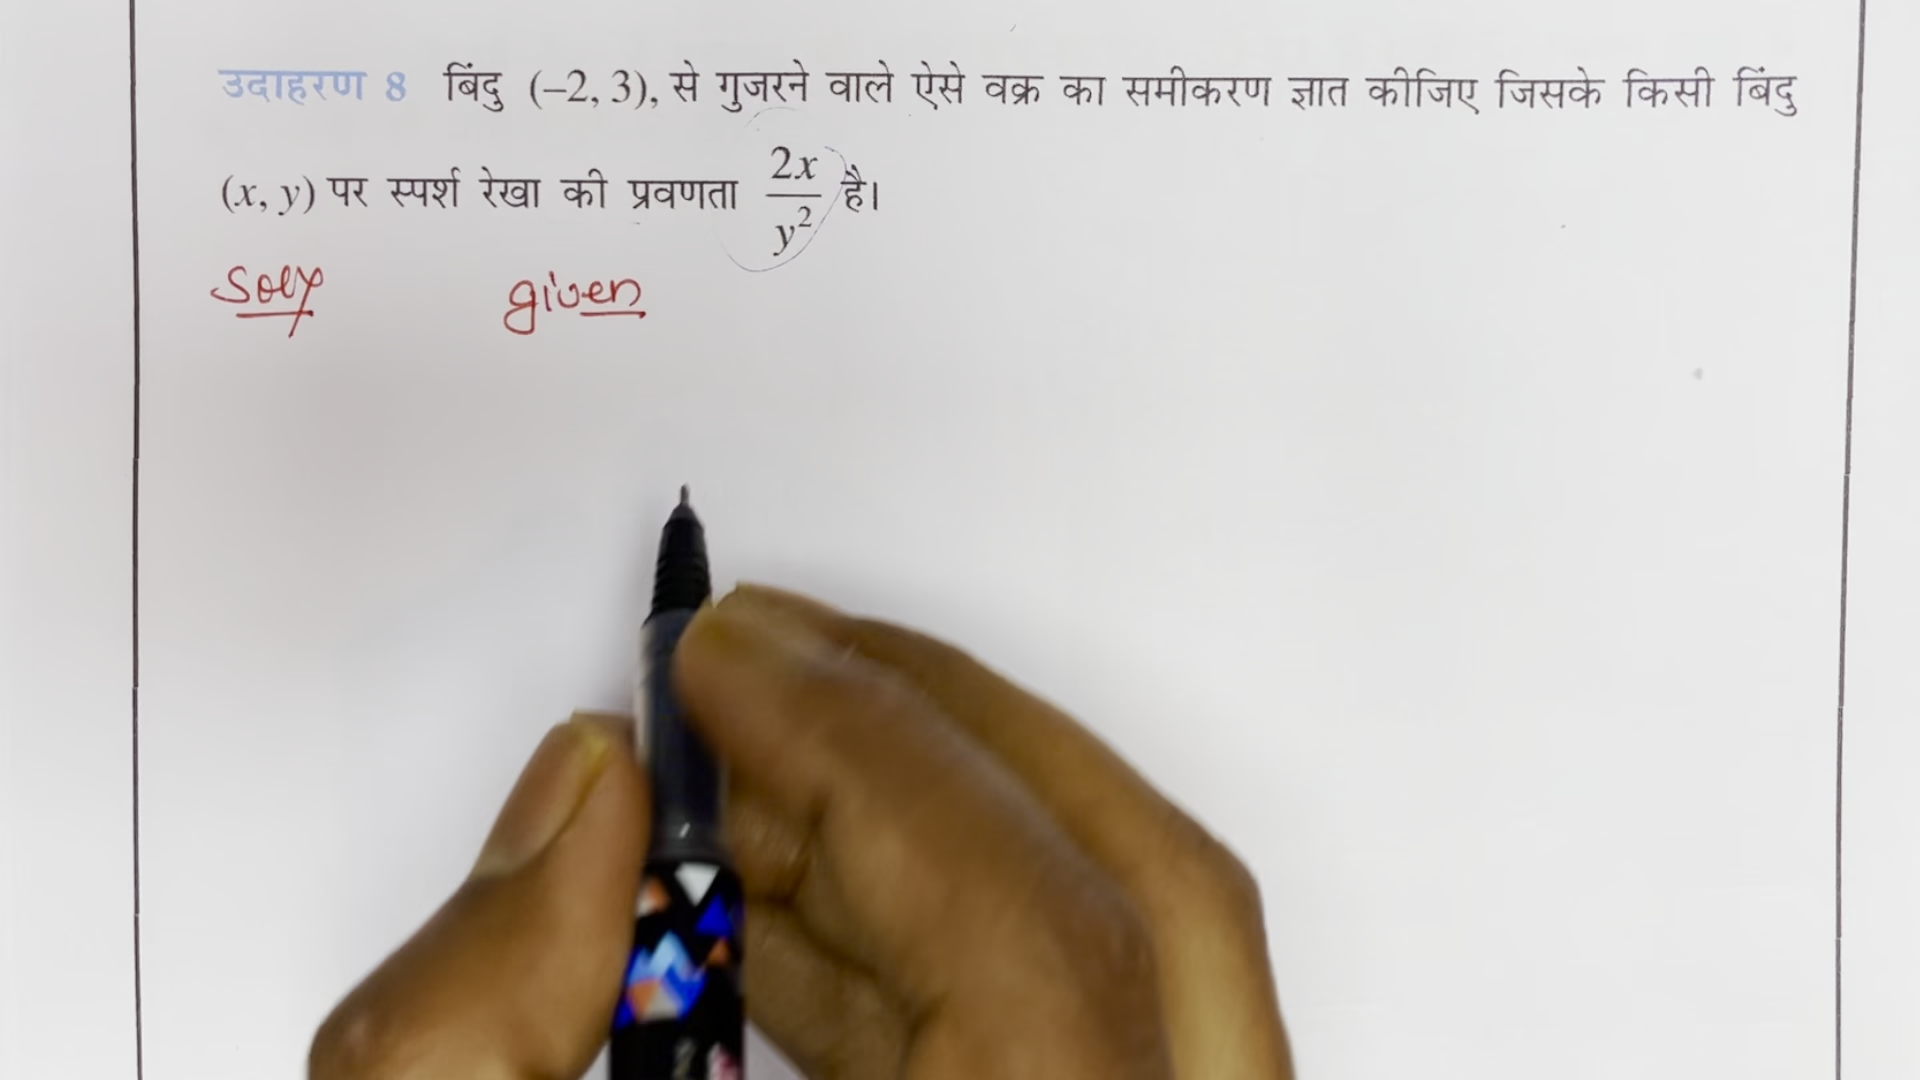 उदाहरण 8 बिंदु (–2, 3), से गुजरने वाले ऐसे वक्र का समीकरण ज्ञात कीजिए जिसके किसी बिंदु
(x, y) पर स्पर्श रेखा की प्रवणता 2x/y² है।
Solⁿ given